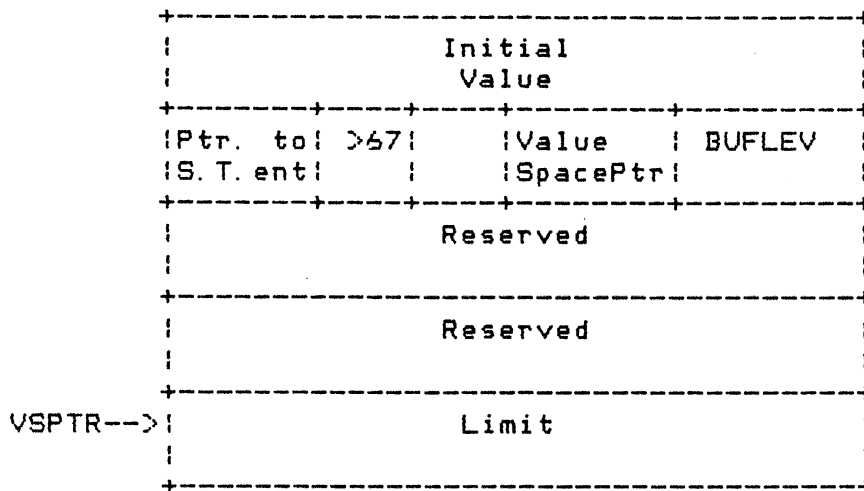 Initial
Value
Ptr. to >67 Value BUFLEV
S.T.ent SpacePtr
Reserved
Reserved
VSPTR--> Limit